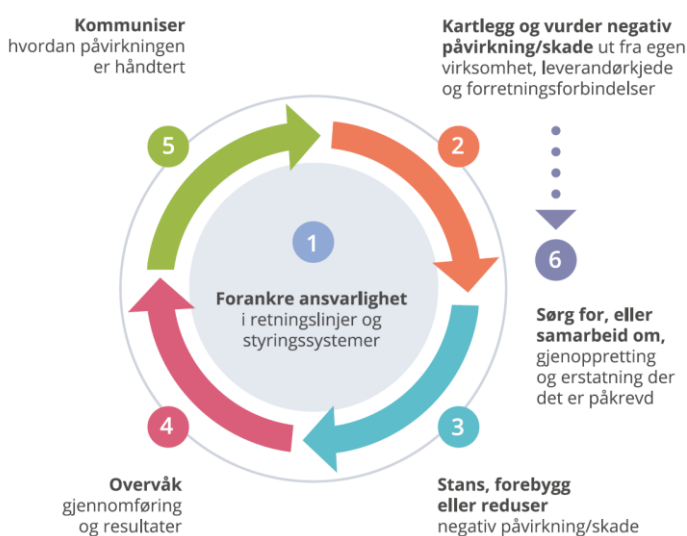 Kommuniser
hvordan påvirkningen
er håndtert
5
Kartlegg og vurder negativ
påvirkning/skade ut fra egen
virksomhet, leverandørkjede
og forretningsforbindelser
2
1
Forankre ansvarlighet
i retningslinjer og
styringssystemer
6
Sørg for, eller
samarbeid om,
gjenoppretting
og erstatning der
det er påkrevd
4
Overvåk
gjennomføring
og resultater
3
Stans, forebygg
eller reduser
negativ påvirkning/skade